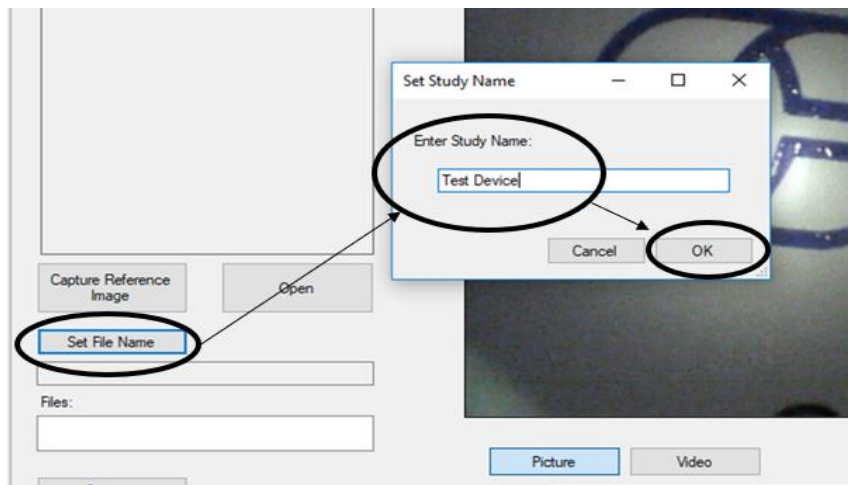 Set Study Name
Enter Study Name:
Test Device
Cancel
OK
Capture Reference
Image
Open
Set File Name
Files:
Picture
Video